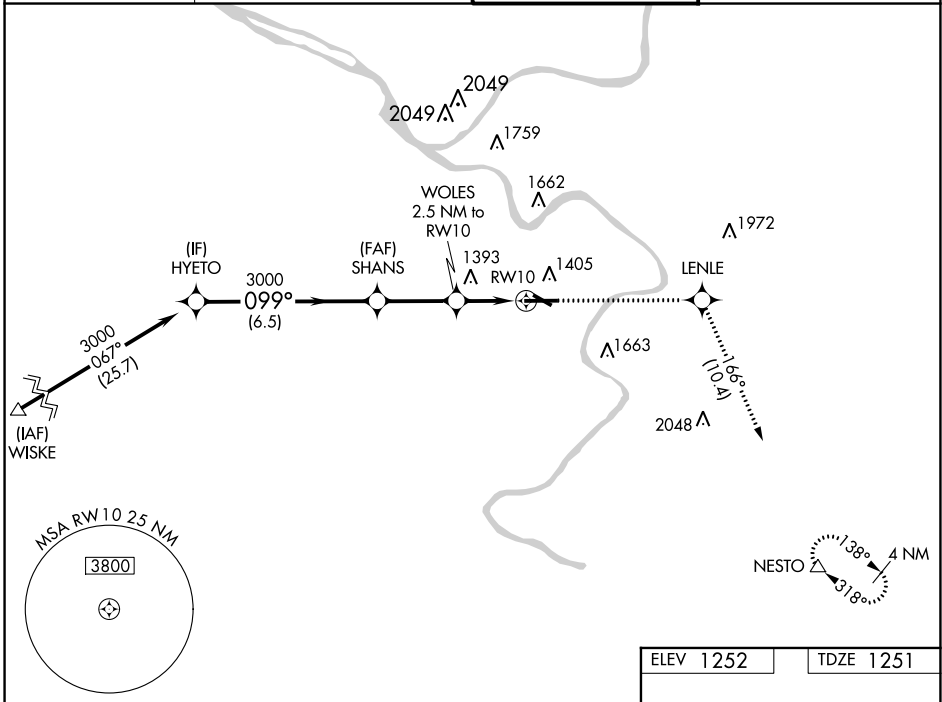 2049
2049
1759
1662
WOLES
2.5 NM to
RW10
1972
(IF)
HYETO
(FAF)
SHANS
1393
RW10
1405
LENLE
3000
099°
(6.5)
3000
067°
(25.7)
1663
166°
(10.4)
(IAF)
WISKE
2048
MSA RW10 25 NM
3800
NESTO
138°
4 NM
318°
ELEV 1252
TDZE 1251